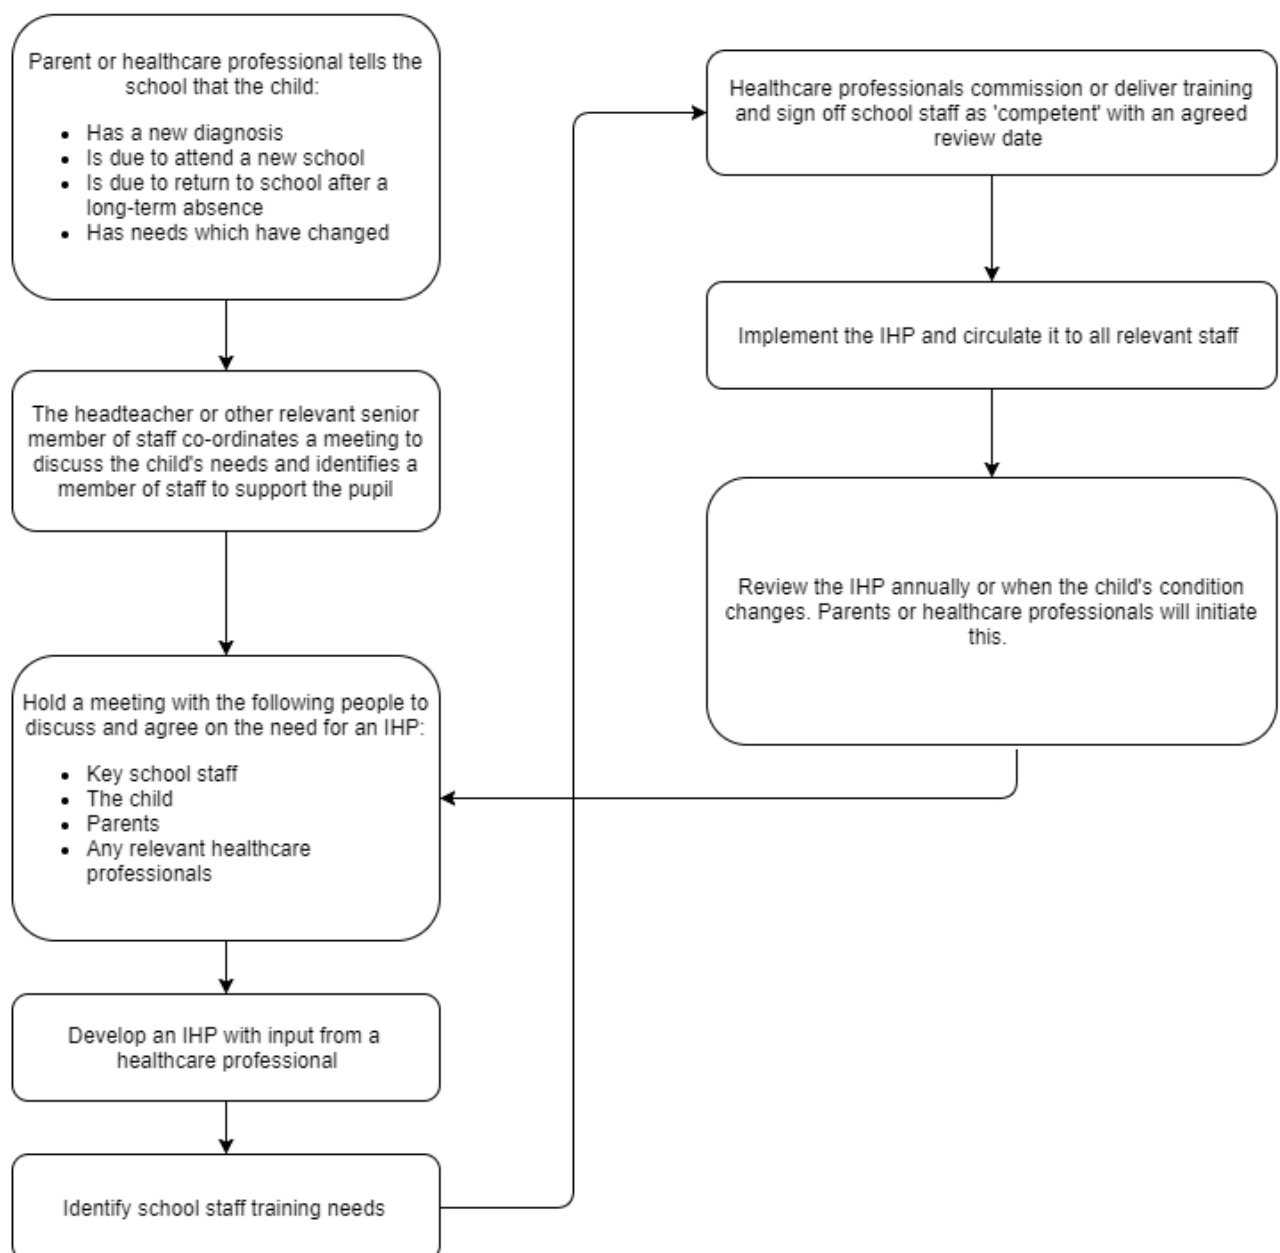 Parent or healthcare professional tells the
school that the child:
• Has a new diagnosis
• Is due to attend a new school
• Is due to return to school after a
long-term absence
• Has needs which have changed
The headteacher or other relevant senior
member of staff co-ordinates a meeting to
discuss the child's needs and identifies a
member of staff to support the pupil
Hold a meeting with the following people to
discuss and agree on the need for an IHP:
• Key school staff
• The child
• Parents
• Any relevant healthcare
professionals
Develop an IHP with input from a
healthcare professional
Identify school staff training needs
Healthcare professionals commission or deliver training
and sign off school staff as 'competent' with an agreed
review date
Implement the IHP and circulate it to all relevant staff
Review the IHP annually or when the child's condition
changes. Parents or healthcare professionals will initiate
this.